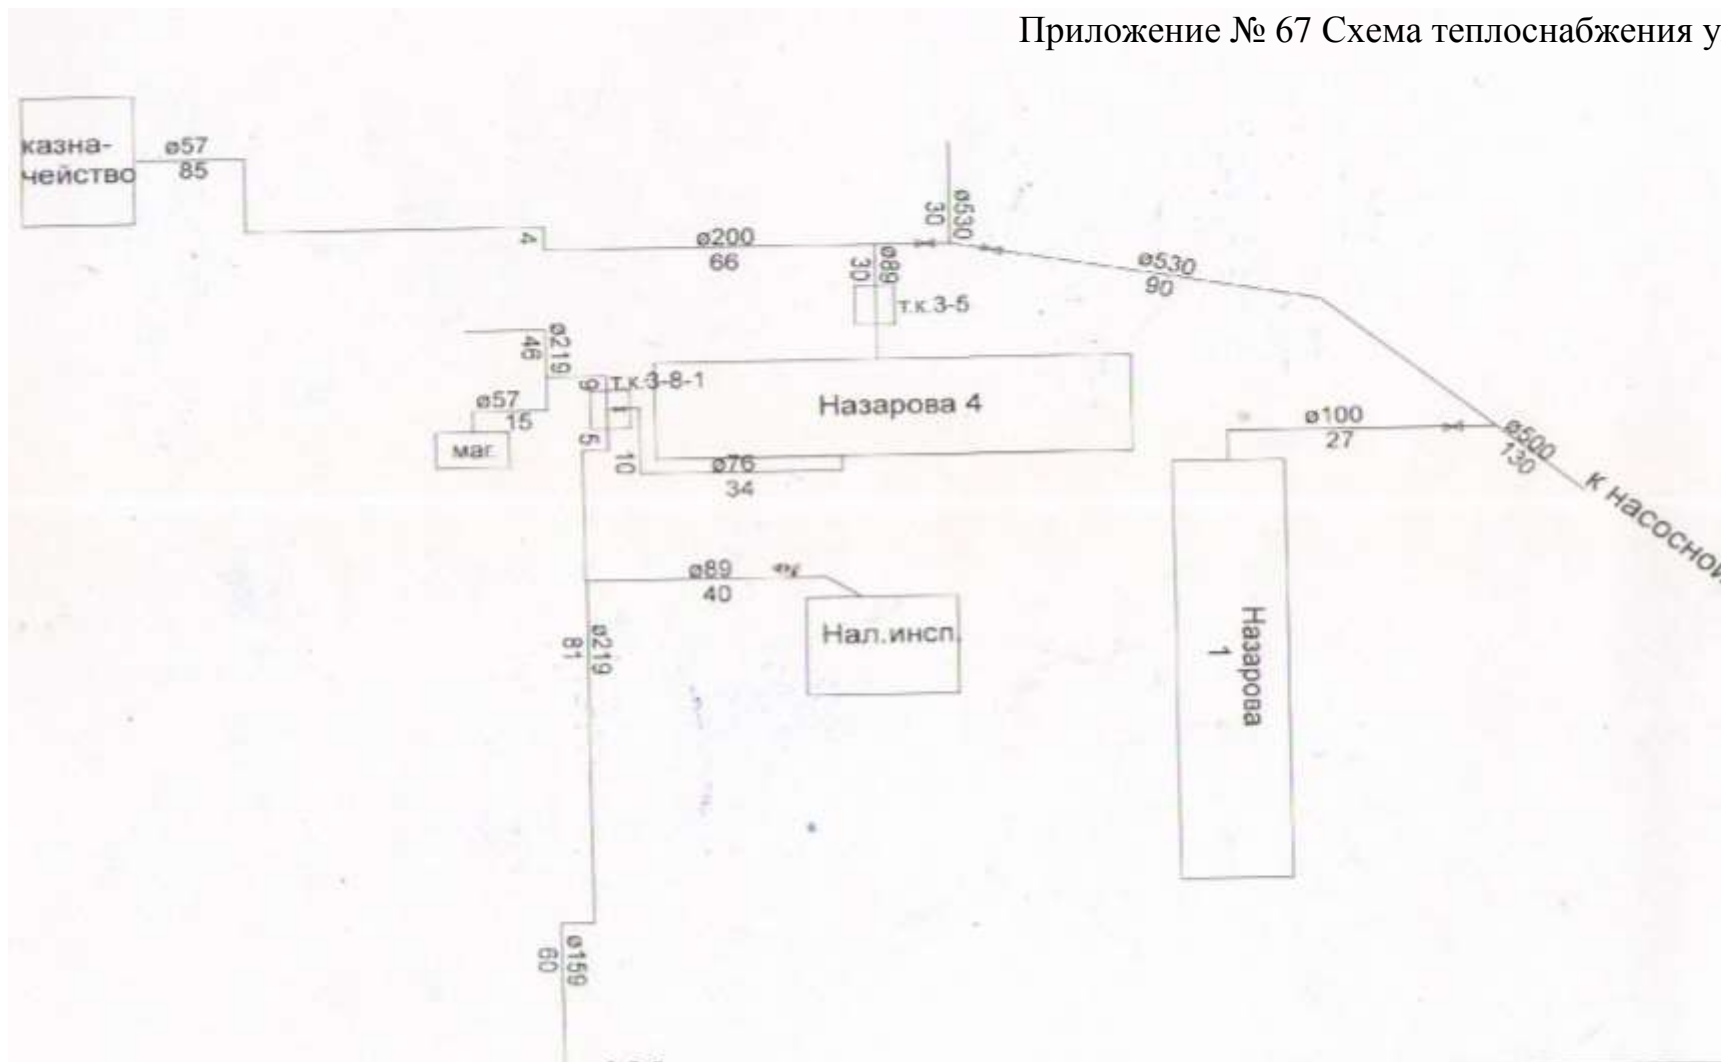 Приложение № 67 Схема теплоснабжения у
казна-
чейство
ø57
85
4
ø200
66
ø530
30
ø89
30
т.к.3-5
ø530
90
ø219
46
ø57
15
маг.
9
т.к.3-8-1
1
5
10
Назарова 4
ø76
34
ø100
27
ø500
130
к насосной
ø89
40
Нал.инсп.
ø219
81
Назарова
1
ø159
60